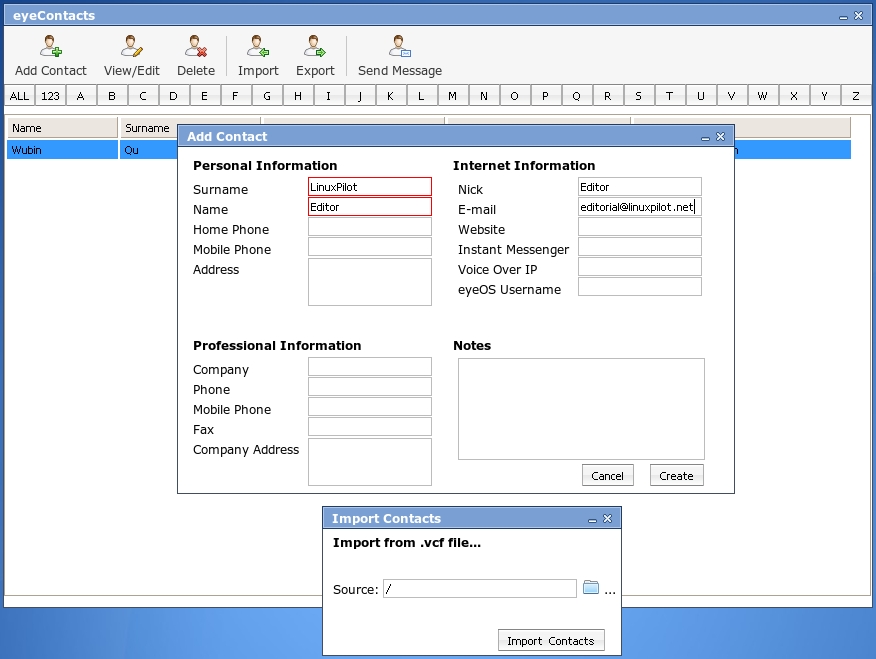 eyeContacts
Add Contact View/Edit Delete Import Export Send Message
ALL 123 A B C D E F G H I J K L M N O P Q R S T U V W X Y Z
Name Surname
Wubin Qu
Add Contact
Personal Information
Surname LinuxPilot
Name Editor
Home Phone
Mobile Phone
Address
Internet Information
Nick Editor
E-mail editorial@linuxpilot.net
Website
Instant Messenger
Voice Over IP
eyeOS Username
Professional Information
Company
Phone
Mobile Phone
Fax
Company Address
Notes
Cancel Create
Import Contacts
Import from .vcf file...
Source: / ...
Import Contacts